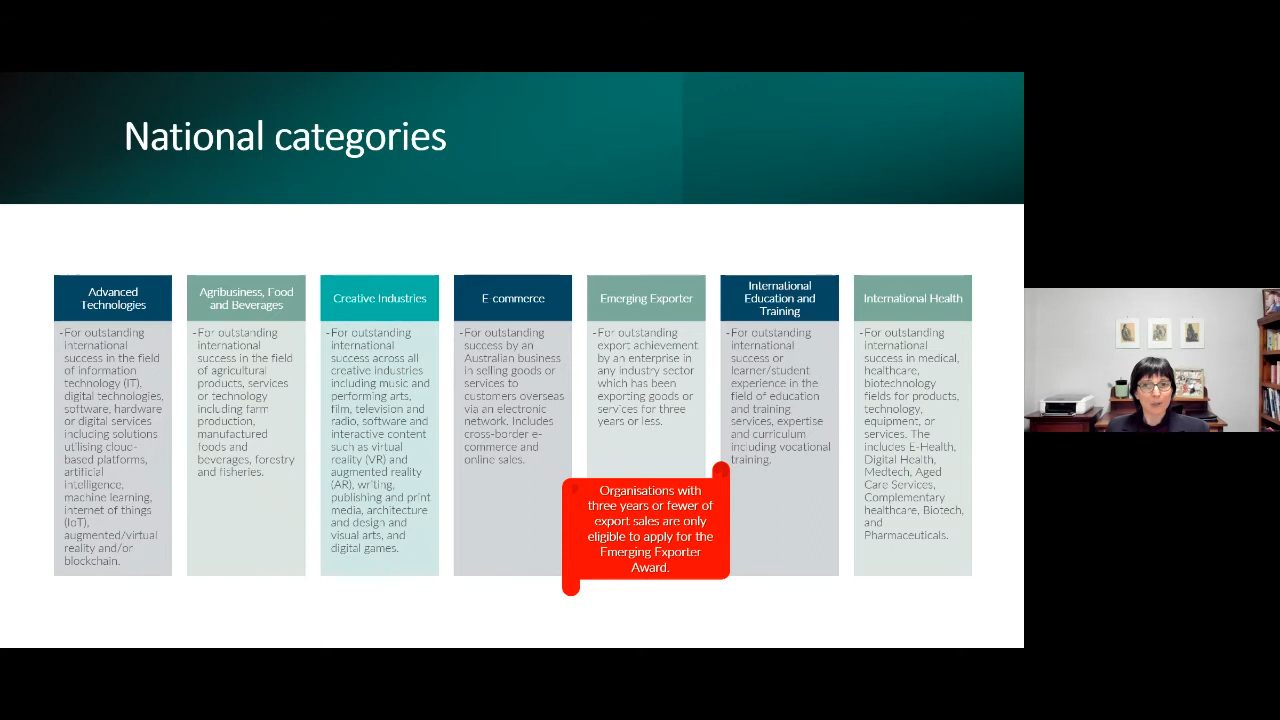 National categories
Advanced
Technologies
-For outstanding
international
success in the field
of information
technology (IT),
digital technologies,
software, hardware
or digital services
including solutions
utilising cloud-
based platforms,
artificial
intelligence,
machine learning,
internet of things
(IoT),
augmented/virtual
reality and/or
blockchain.
Agribusiness, Food
and Beverages
-For outstanding
international
success in the field
of agricultural
products, services
or technology
including farm
production,
manufactured
foods and
beverages, forestry
and fisheries.
Creative Industries
-For outstanding
international
success across all
creative industries
including music and
performing arts,
film, television and
radio, software and
interactive content
such as virtual
reality (VR) and
augmented reality
(AR), writing,
publishing and print
media, architecture
and design and
visual arts, and
digital games.
E-commerce
-For outstanding
success by an
Australian business
in selling goods or
services to
customers overseas
via an electronic
network. Includes
cross-border e-
commerce and
online sales.
Emerging Exporter
-For outstanding
export achievement
by an enterprise in
any industry sector
which has been
exporting goods or
services for three
years or less.
Organisations with
three years or fewer of
export sales are only
eligible to apply for the
Emerging Exporter
Award.
International
Education and
Training
-For outstanding
international
success or
learner/student
experience in the
field of education
and training
services, expertise
and curriculum
including vocational
training.
International Health
-For outstanding
international
success in medical,
healthcare,
biotechnology
fields for products,
technology,
equipment, or
services. The
includes E-Health,
Digital Health,
Medtech, Aged
Care Services,
Complementary
healthcare, Biotech,
and
Pharmaceuticals.